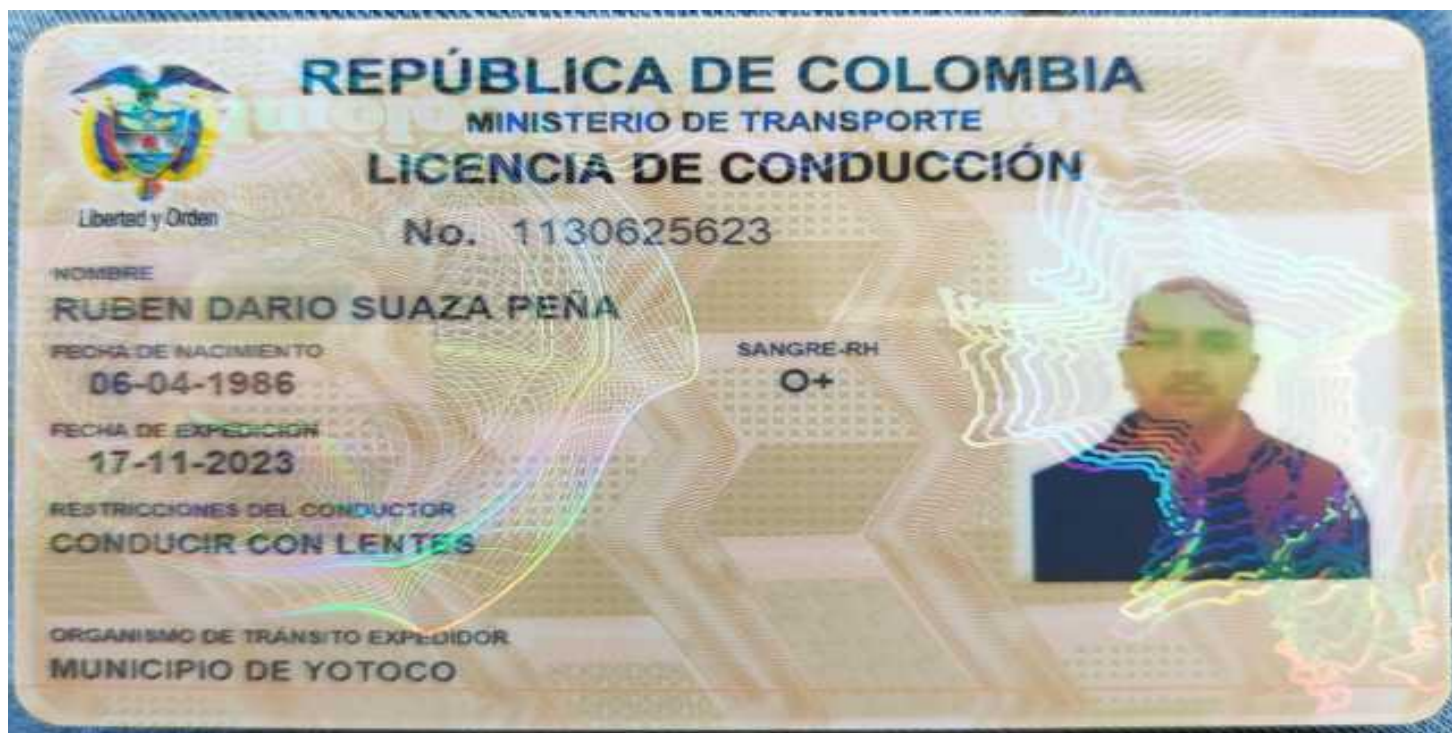 REPÚBLICA DE COLOMBIA
MINISTERIO DE TRANSPORTE
LICENCIA DE CONDUCCIÓN
Libertad y Orden
No. 1130625623
NOMBRE
RUBEN DARIO SUAZA PEÑA
FECHA DE NACIMIENTO
06-04-1986
SANGRE-RH
O+
FECHA DE EXPEDICIÓN
17-11-2023
RESTRICCIONES DEL CONDUCTOR
CONDUCIR CON LENTES
ORGANISMO DE TRANSITO EXPEDIDOR
MUNICIPIO DE YOTOCO